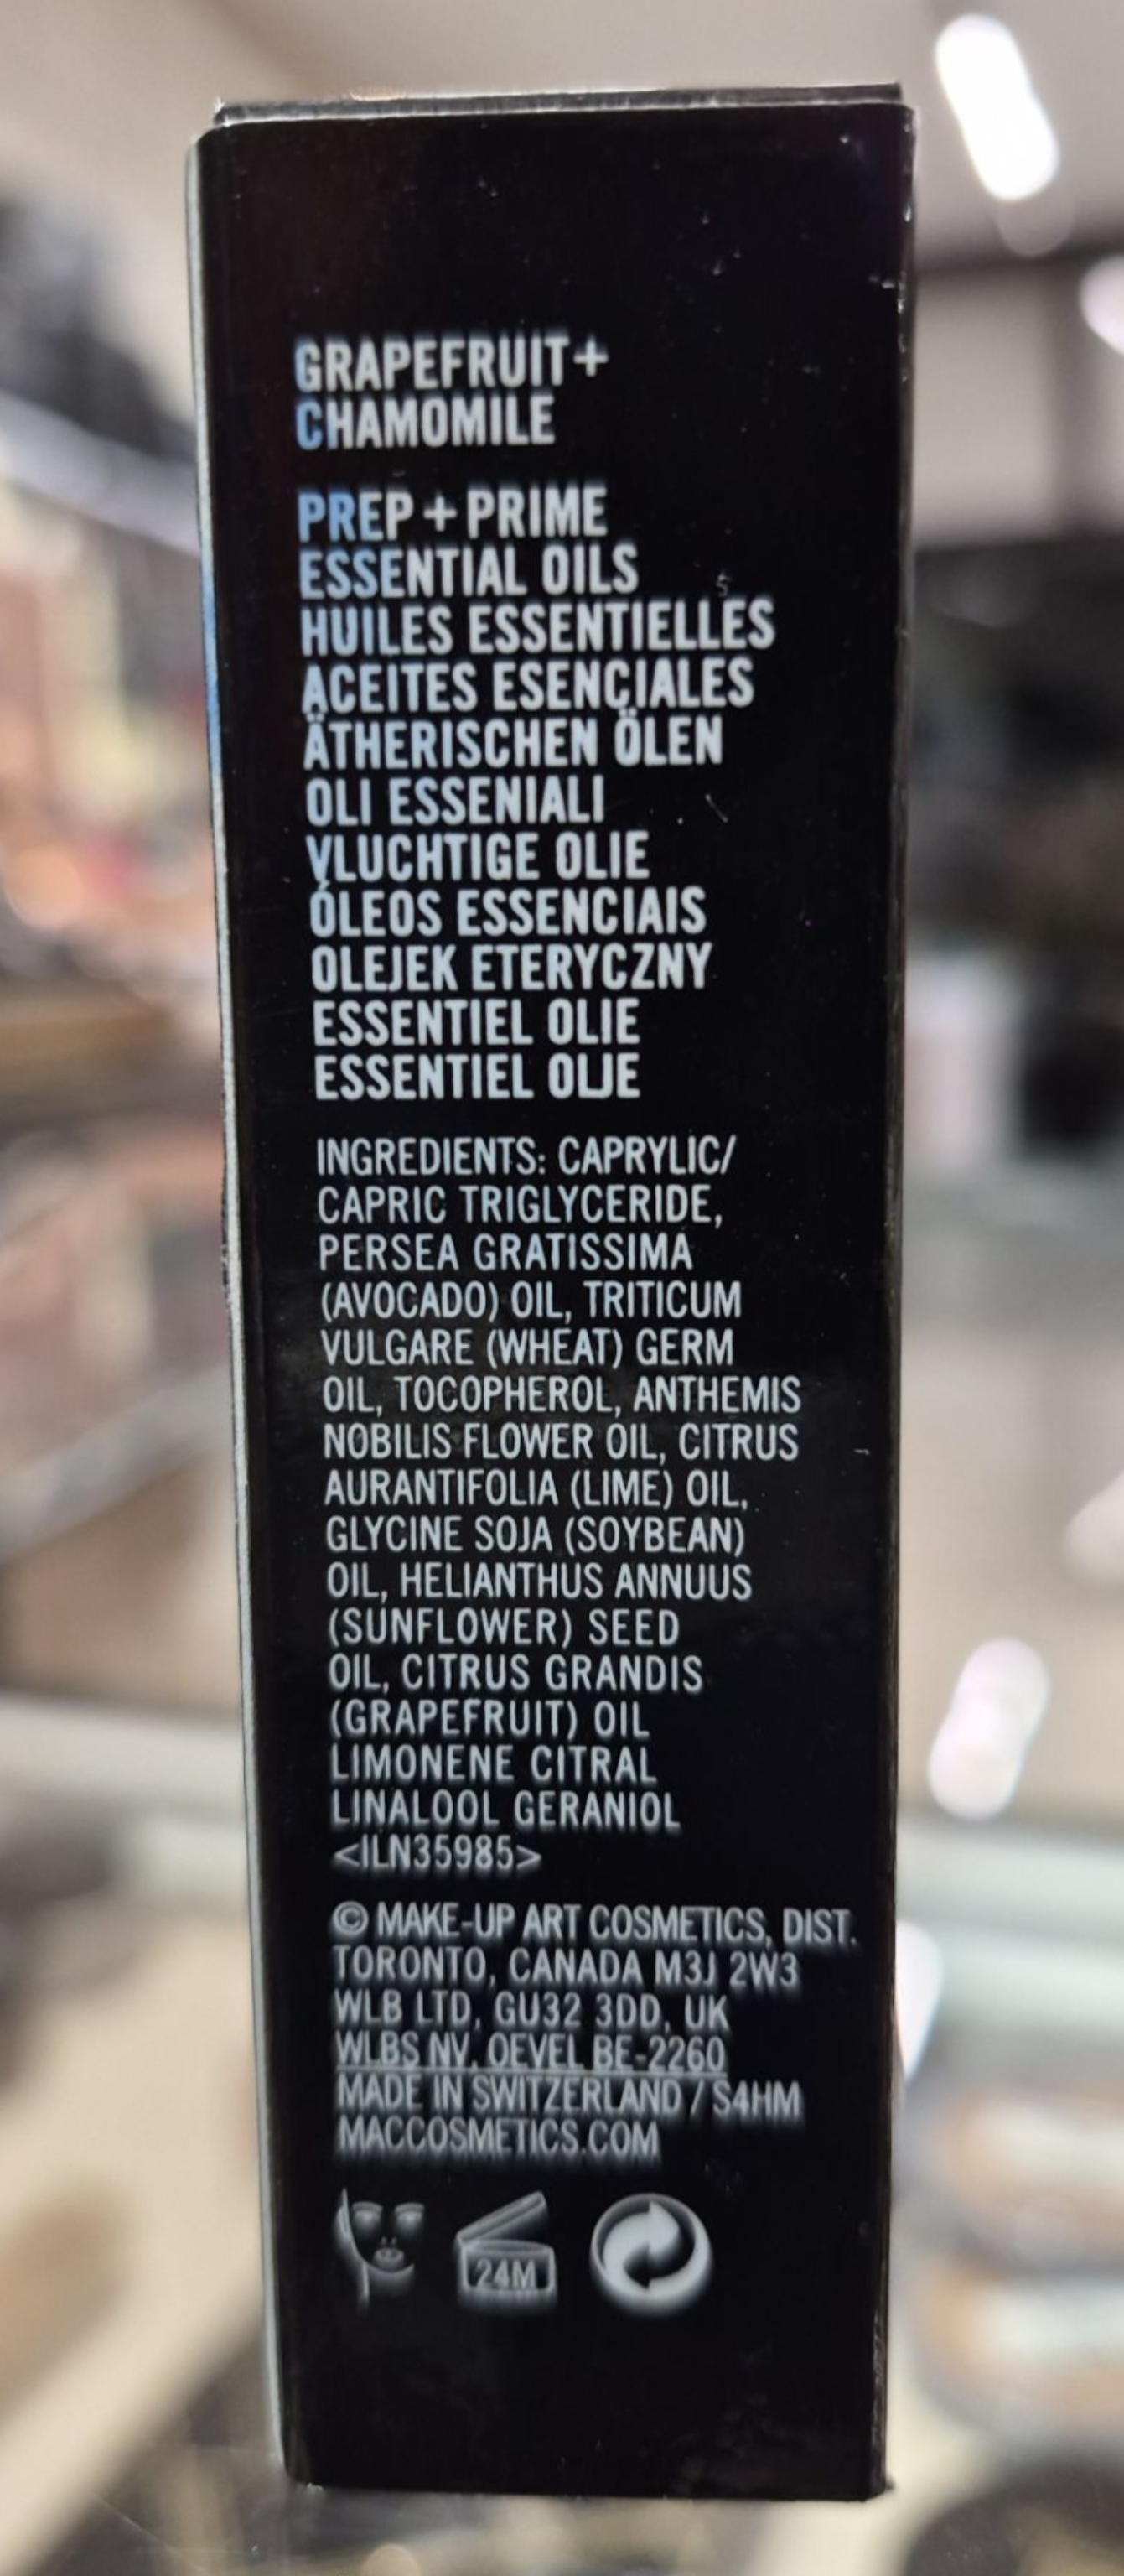 GRAPEFRUIT+
CHAMOMILE
PREP + PRIME
ESSENTIAL OILS
HUILES ESSENTIELLES
ACEITES ESENCIALES
ÄTHERISCHEN ÖLEN
OLI ESSENIALI
VLUCHTIGE OLIE
ÓLEOS ESSENCIAIS
OLEJEK ETERYCZNY
ESSENTIEL OLIE
ESSENTIEL OLJE
INGREDIENTS: CAPRYLIC/
CAPRIC TRIGLYCERIDE,
PERSEA GRATISSIMA
(AVOCADO) OIL, TRITICUM
VULGARE (WHEAT) GERM
OIL, TOCOPHEROL, ANTHEMIS
NOBILIS FLOWER OIL, CITRUS
AURANTIFOLIA (LIME) OIL,
GLYCINE SOJA (SOYBEAN)
OIL, HELIANTHUS ANNUUS
(SUNFLOWER) SEED
OIL, CITRUS GRANDIS
(GRAPEFRUIT) OIL
LIMONENE CITRAL
LINALOOL GERANIOL
<ILN35985>
© MAKE-UP ART COSMETICS, DIST.
TORONTO, CANADA M3J 2W3
WLB LTD, GU32 3DD, UK
WLBS NV, OEVEL BE-2260
MADE IN SWITZERLAND / S4HM
MACCOSMETICS.COM
24M